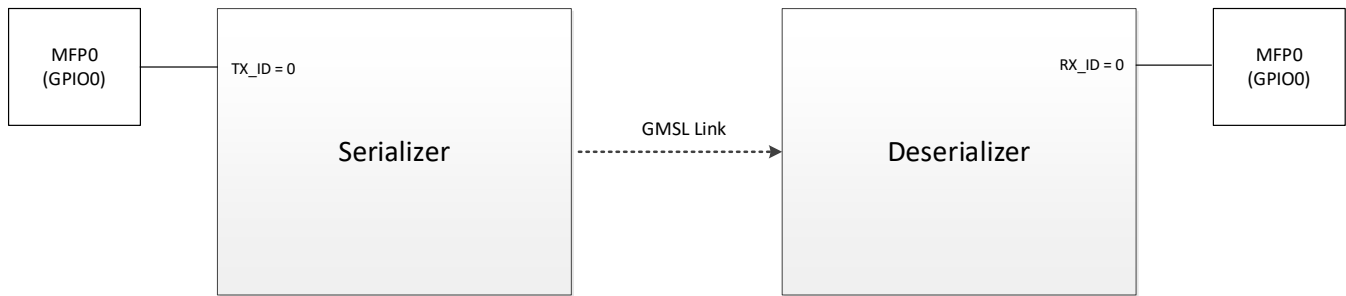 MFP0
(GPIO0)
TX_ID = 0
Serializer
GMSL Link
RX_ID = 0
Deserializer
MFP0
(GPIO0)